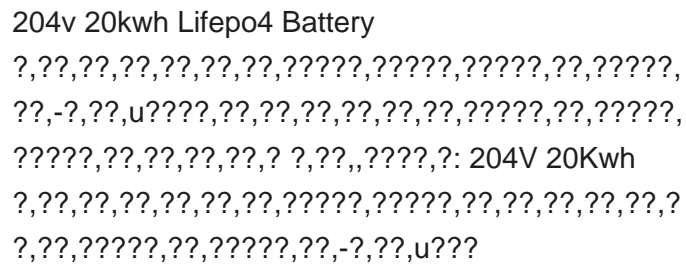 204v 20kwh Lifepo4 Battery
?,??,??,??,??,??,??,?????,?????,?????,??,?????,
??,-?,??,u????,??,??,??,??,??,??,?????,??,?????,
?????,??,??,??,??,? ?,??,,????,?: 204V 20Kwh
?,??,??,??,??,??,??,?????,?????,??,??,??,??,??,?
?,??,?????,??,?????,??,-?,??,u???